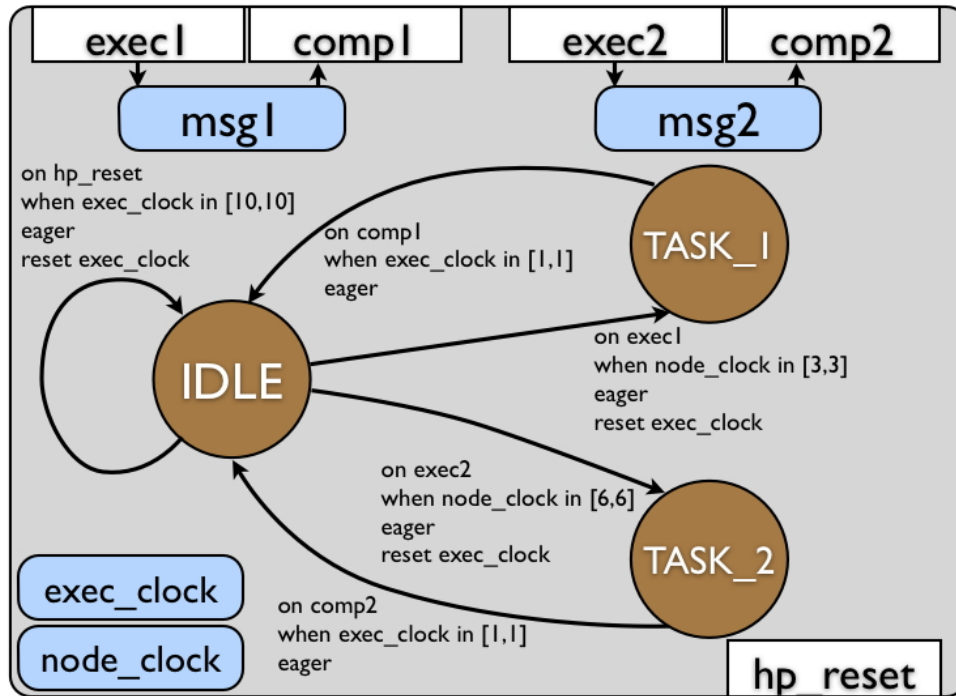 exec1
comp1
exec2
comp2
msg1
msg2
on hp_reset
when exec_clock in [10,10]
eager
reset exec_clock
on comp1
when exec_clock in [1,1]
eager
TASK_1
on exec1
when node_clock in [3,3]
eager
reset exec_clock
IDLE
on exec2
when node_clock in [6,6]
eager
reset exec_clock
TASK_2
exec_clock
on comp2
when exec_clock in [1,1]
eager
node_clock
hp_reset